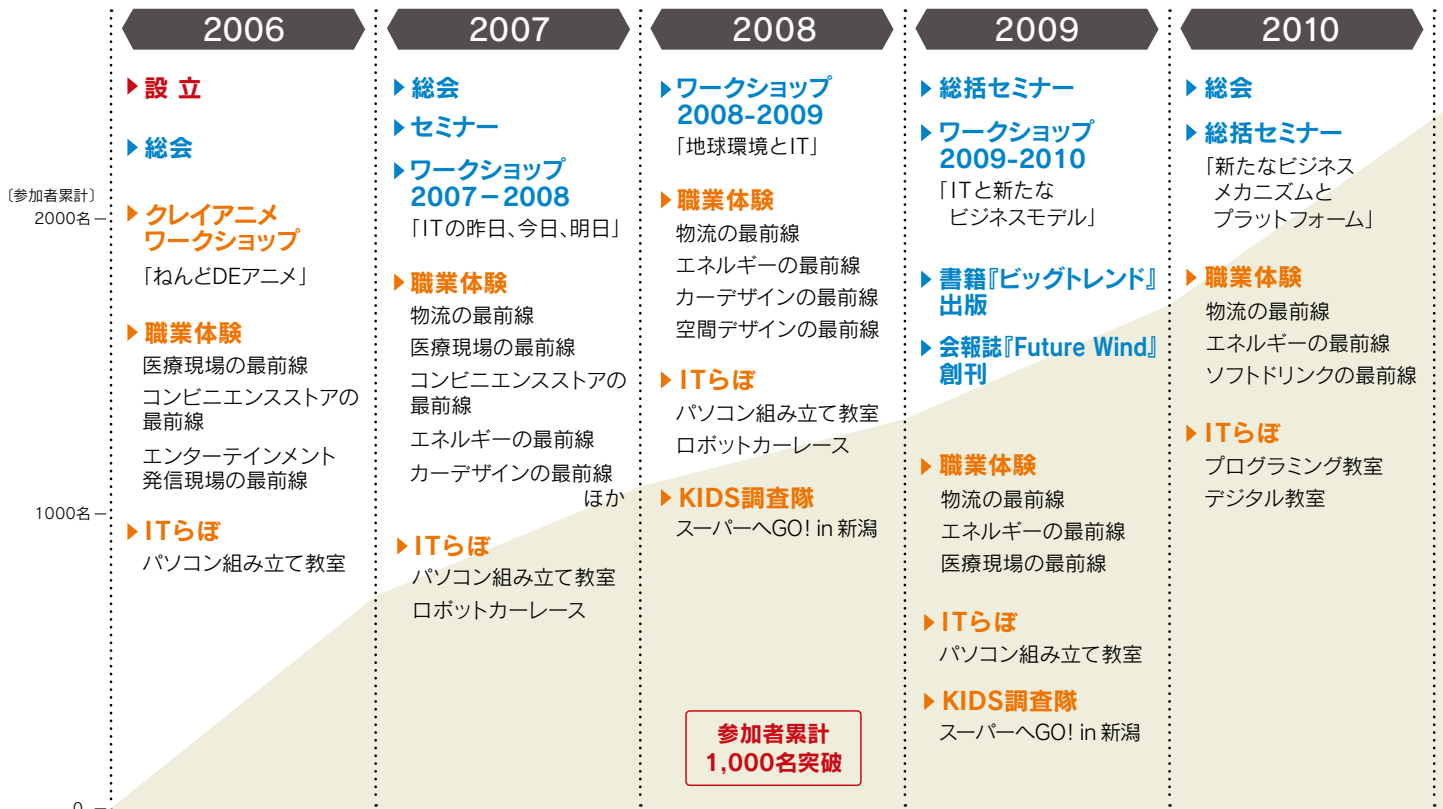 2006
設 立
総会
クレイアニメ
ワークショップ
「ねんどDEアニメ」
職業体験
医療現場の最前線
コンビニエンスストアの
最前線
エンターテインメント
発信現場の最前線
ITらぼ
パソコン組み立て教室
2007
総会
セミナー
ワークショップ
2007－2008
「ITの昨日、今日、明日」
職業体験
物流の最前線
医療現場の最前線
コンビニエンスストアの
最前線
エネルギーの最前線
カーデザインの最前線
ほか
ITらぼ
パソコン組み立て教室
ロボットカーレース
2008
ワークショップ
2008-2009
「地球環境とIT」
職業体験
物流の最前線
エネルギーの最前線
カーデザインの最前線
空間デザインの最前線
ITらぼ
パソコン組み立て教室
ロボットカーレース
KIDS調査隊
スーパーへGO! in 新潟
参加者累計
1,000名突破
2009
総括セミナー
ワークショップ
2009-2010
「ITと新たな
ビジネスモデル」
書籍『ビッグトレンド』
出版
会報誌『Future Wind』
創刊
職業体験
物流の最前線
エネルギーの最前線
医療現場の最前線
ITらぼ
パソコン組み立て教室
KIDS調査隊
スーパーへGO! in 新潟
2010
総会
総括セミナー
「新たなビジネス
メカニズムと
プラットフォーム」
職業体験
物流の最前線
エネルギーの最前線
ソフトドリンクの最前線
ITらぼ
プログラミング教室
デジタル教室
〔参加者累計〕
2000名
1000名
0